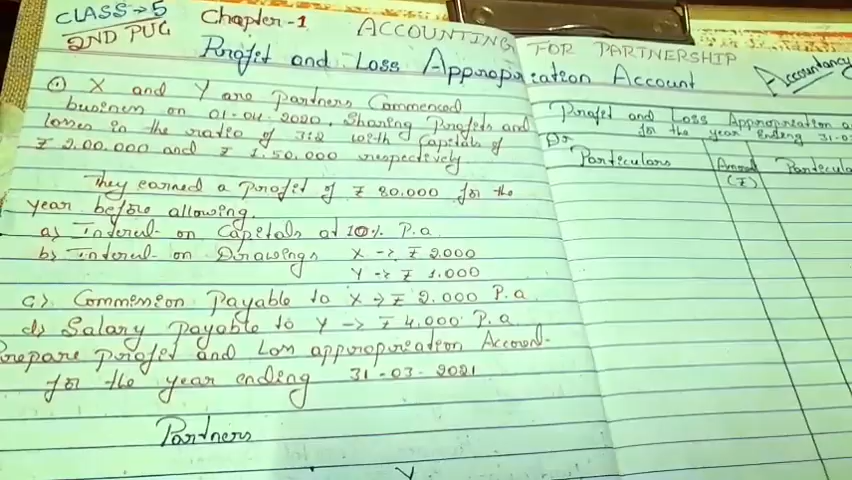 CLASS → 5
2ND PUC
Chapter-1
ACCOUNTING FOR PARTNERSHIP
Profit and Loss Appropriation Account
Accountancy
① X and Y are Partners Commenced
business on 01-04-2020, Sharing Profits and
losses in the ratio of 3:2 with Capitals of
₹ 2,00,000 and ₹ 1,50,000 respectively
They earned a profit of ₹ 80,000 for the
year before allowing.
a) Interest on Capitals at 10% P.a
b) Interest on Drawings X → ₹ 2,000
Y → ₹ 1,000
c) Commission Payable to X → ₹ 2,000 P.a
d) Salary Payable to Y → ₹ 4,000 P.a
Prepare Profit and Loss appropriation Account
for the year ending 31-03-2021
Partners
Y
Profit and Loss Appropriation
for the year ending 31-
Dr
Particulars Amount Particula
(₹)